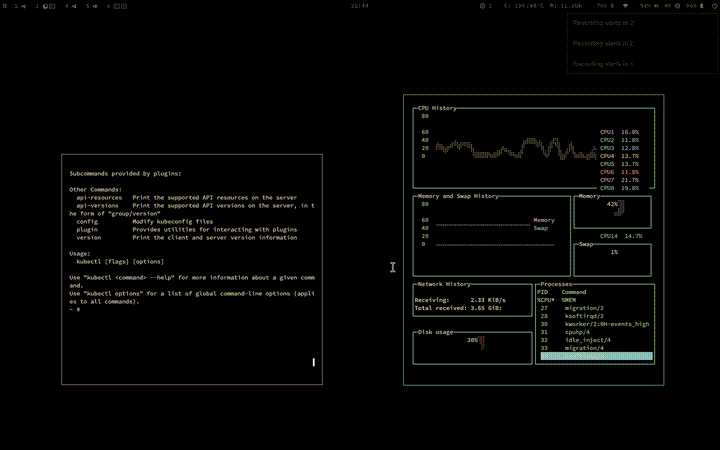 22:44
Recording starts in 3
Recording starts in 2
Recording starts in 1
Subcommands provided by plugins:
Other Commands:
api-resources Print the supported API resources on the server
api-versions Print the supported API versions on the server, in t
he form of "group/version"
config Modify kubeconfig files
plugin Provides utilities for interacting with plugins
version Print the client and server version information
Usage:
kubectl [flags] [options]
Use "kubectl <command> --help" for more information about a given comm
and.
Use "kubectl options" for a list of global command-line options (appli
es to all commands).
~ #
CPU History
80
60
40
20
0
CPU1 16.0%
CPU2 11.8%
CPU3 12.8%
CPU4 13.7%
CPU5 13.7%
CPU6 11.8%
CPU7 21.7%
CPU8 19.8%
Memory and Swap History
80
60
40
20
0
Memory
Swap
Memory
42%
CPU14 14.7%
Swap
1%
Network History
Receiving: 2.33 KiB/s
Total received: 3.65 GiB:
Disk usage
30%
Processes
PID Command
%CPU▼ %MEM
27 migration/2
28 ksoftirqd/2
30 kworker/2:0H-events_high
31 cpuhp/4
32 idle_inject/4
33 migration/4